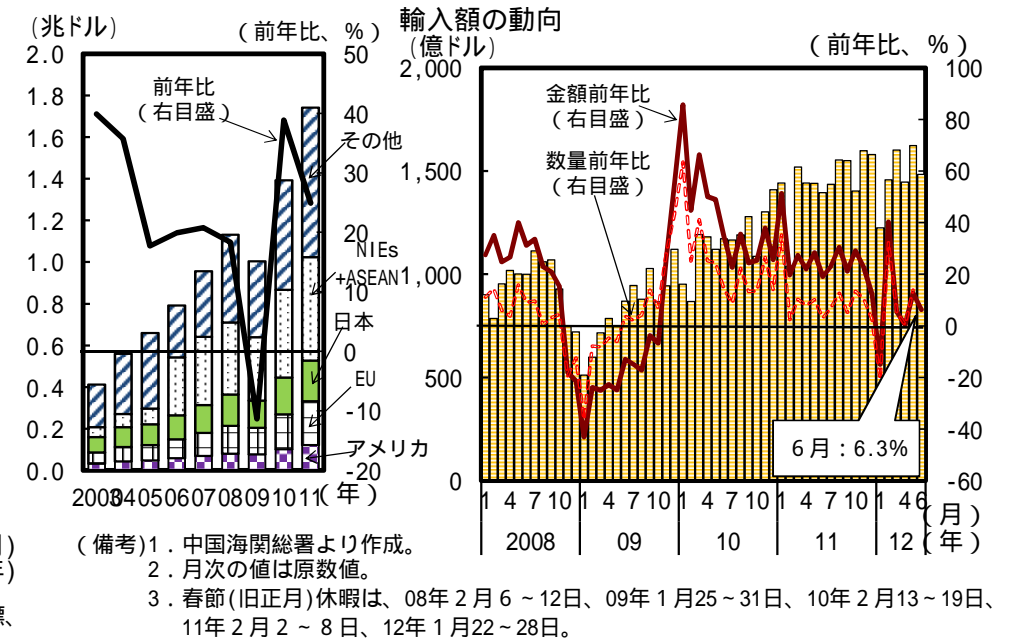 輸入額の動向
(兆ドル)
(前年比、%)
2.0
1.8
1.6
1.4
1.2
1.0
0.8
0.6
0.4
0.2
0.0
50
40
30
20
10
0
-10
-20
前年比
(右目盛)
その他
NIEs
+ASEAN
日本
EU
アメリカ
2003 04 05 06 07 08 09 10 11 (年)
(億ドル)
(前年比、%)
2,000
1,500
1,000
500
0
100
80
60
40
20
0
-20
-40
-60
金額前年比
(右目盛)
数量前年比
(右目盛)
6月:6.3%
1 4 7 10 1 4 7 10 1 4 7 10 1 4 7 10 1 4 6
(月)
2008 09 10 11 12 (年)
(備考)1.中国海関総署より作成。
2.月次の値は原数値。
3.春節(旧正月)休暇は、08年2月6~12日、09年1月25~31日、10年2月13~19日、
11年2月2~8日、12年1月22~28日。